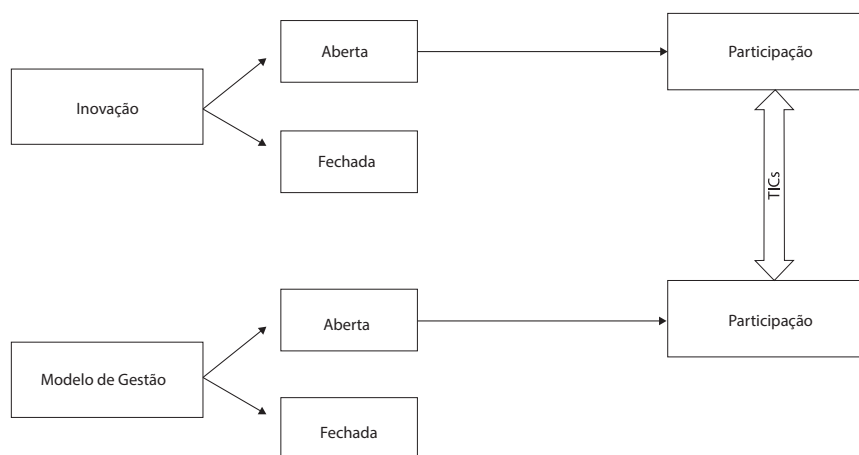 Aberta
Participação
Inovação
Fechada
TICs
Aberta
Participação
Modelo de Gestão
Fechada